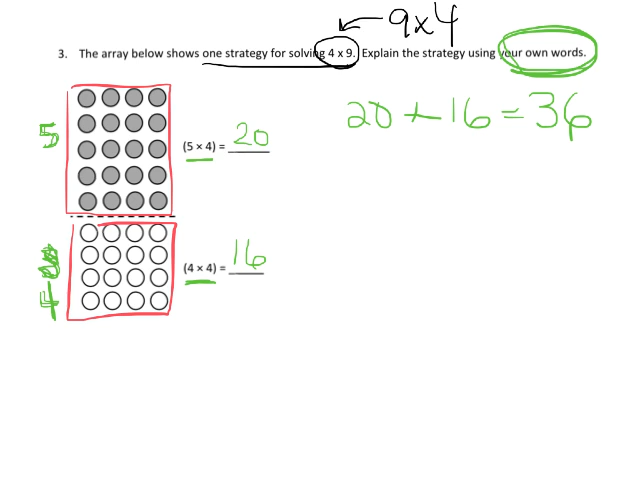 9x4
3. The array below shows one strategy for solving 4 x 9. Explain the strategy using your own words.
20 + 16 = 36
5
(5 × 4) = 20
(4 × 4) = 16
4